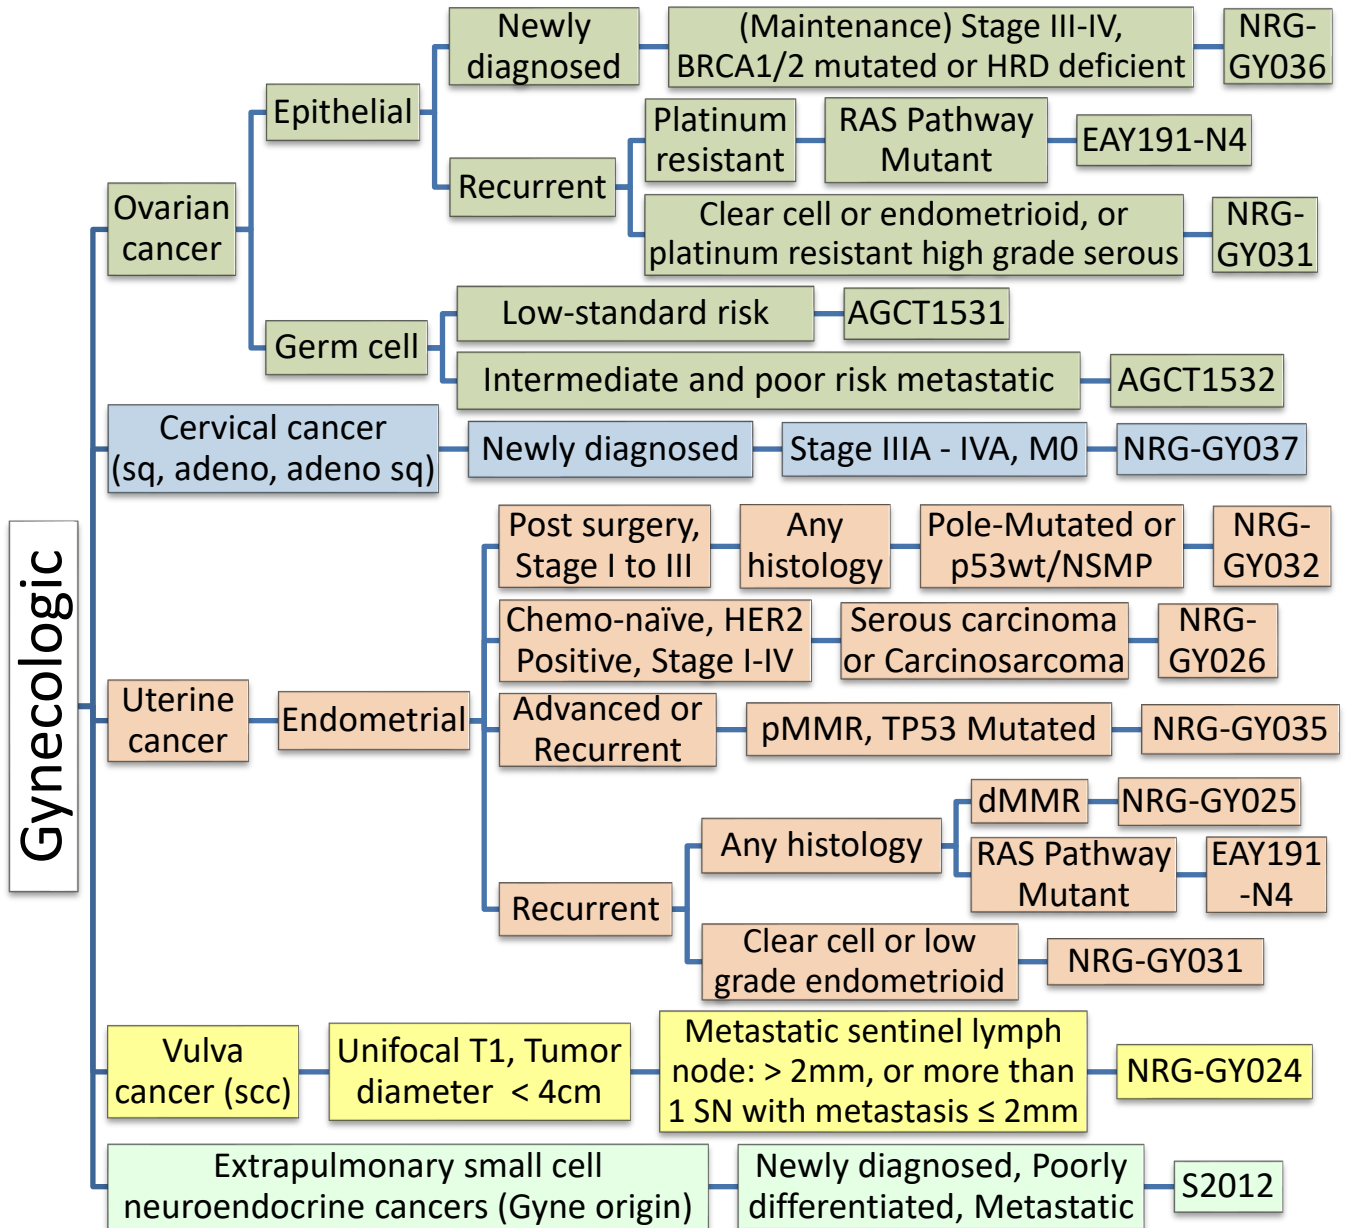 Gynecologic
Ovarian
cancer
Epithelial
Newly
diagnosed
(Maintenance) Stage III-IV,
BRCA1/2 mutated or HRD deficient
NRG-
GY036
Recurrent
Platinum
resistant
RAS Pathway
Mutant
EAY191-N4
Clear cell or endometrioid, or
platinum resistant high grade serous
NRG-
GY031
Germ cell
Low-standard risk
AGCT1531
Intermediate and poor risk metastatic
AGCT1532
Cervical cancer
(sq, adeno, adeno sq)
Newly diagnosed
Stage IIIA - IVA, M0
NRG-GY037
Uterine
cancer
Endometrial
Post surgery,
Stage I to III
Any
histology
Pole-Mutated or
p53wt/NSMP
NRG-
GY032
Chemo-naïve, HER2
Positive, Stage I-IV
Serous carcinoma
or Carcinosarcoma
NRG-
GY026
Advanced or
Recurrent
pMMR, TP53 Mutated
NRG-GY035
Recurrent
Any histology
dMMR
NRG-GY025
RAS Pathway
Mutant
EAY191
-N4
Clear cell or low
grade endometrioid
NRG-GY031
Vulva
cancer (scc)
Unifocal T1, Tumor
diameter < 4cm
Metastatic sentinel lymph
node: > 2mm, or more than
1 SN with metastasis ≤ 2mm
NRG-GY024
Extrapulmonary small cell
neuroendocrine cancers (Gyne origin)
Newly diagnosed, Poorly
differentiated, Metastatic
S2012